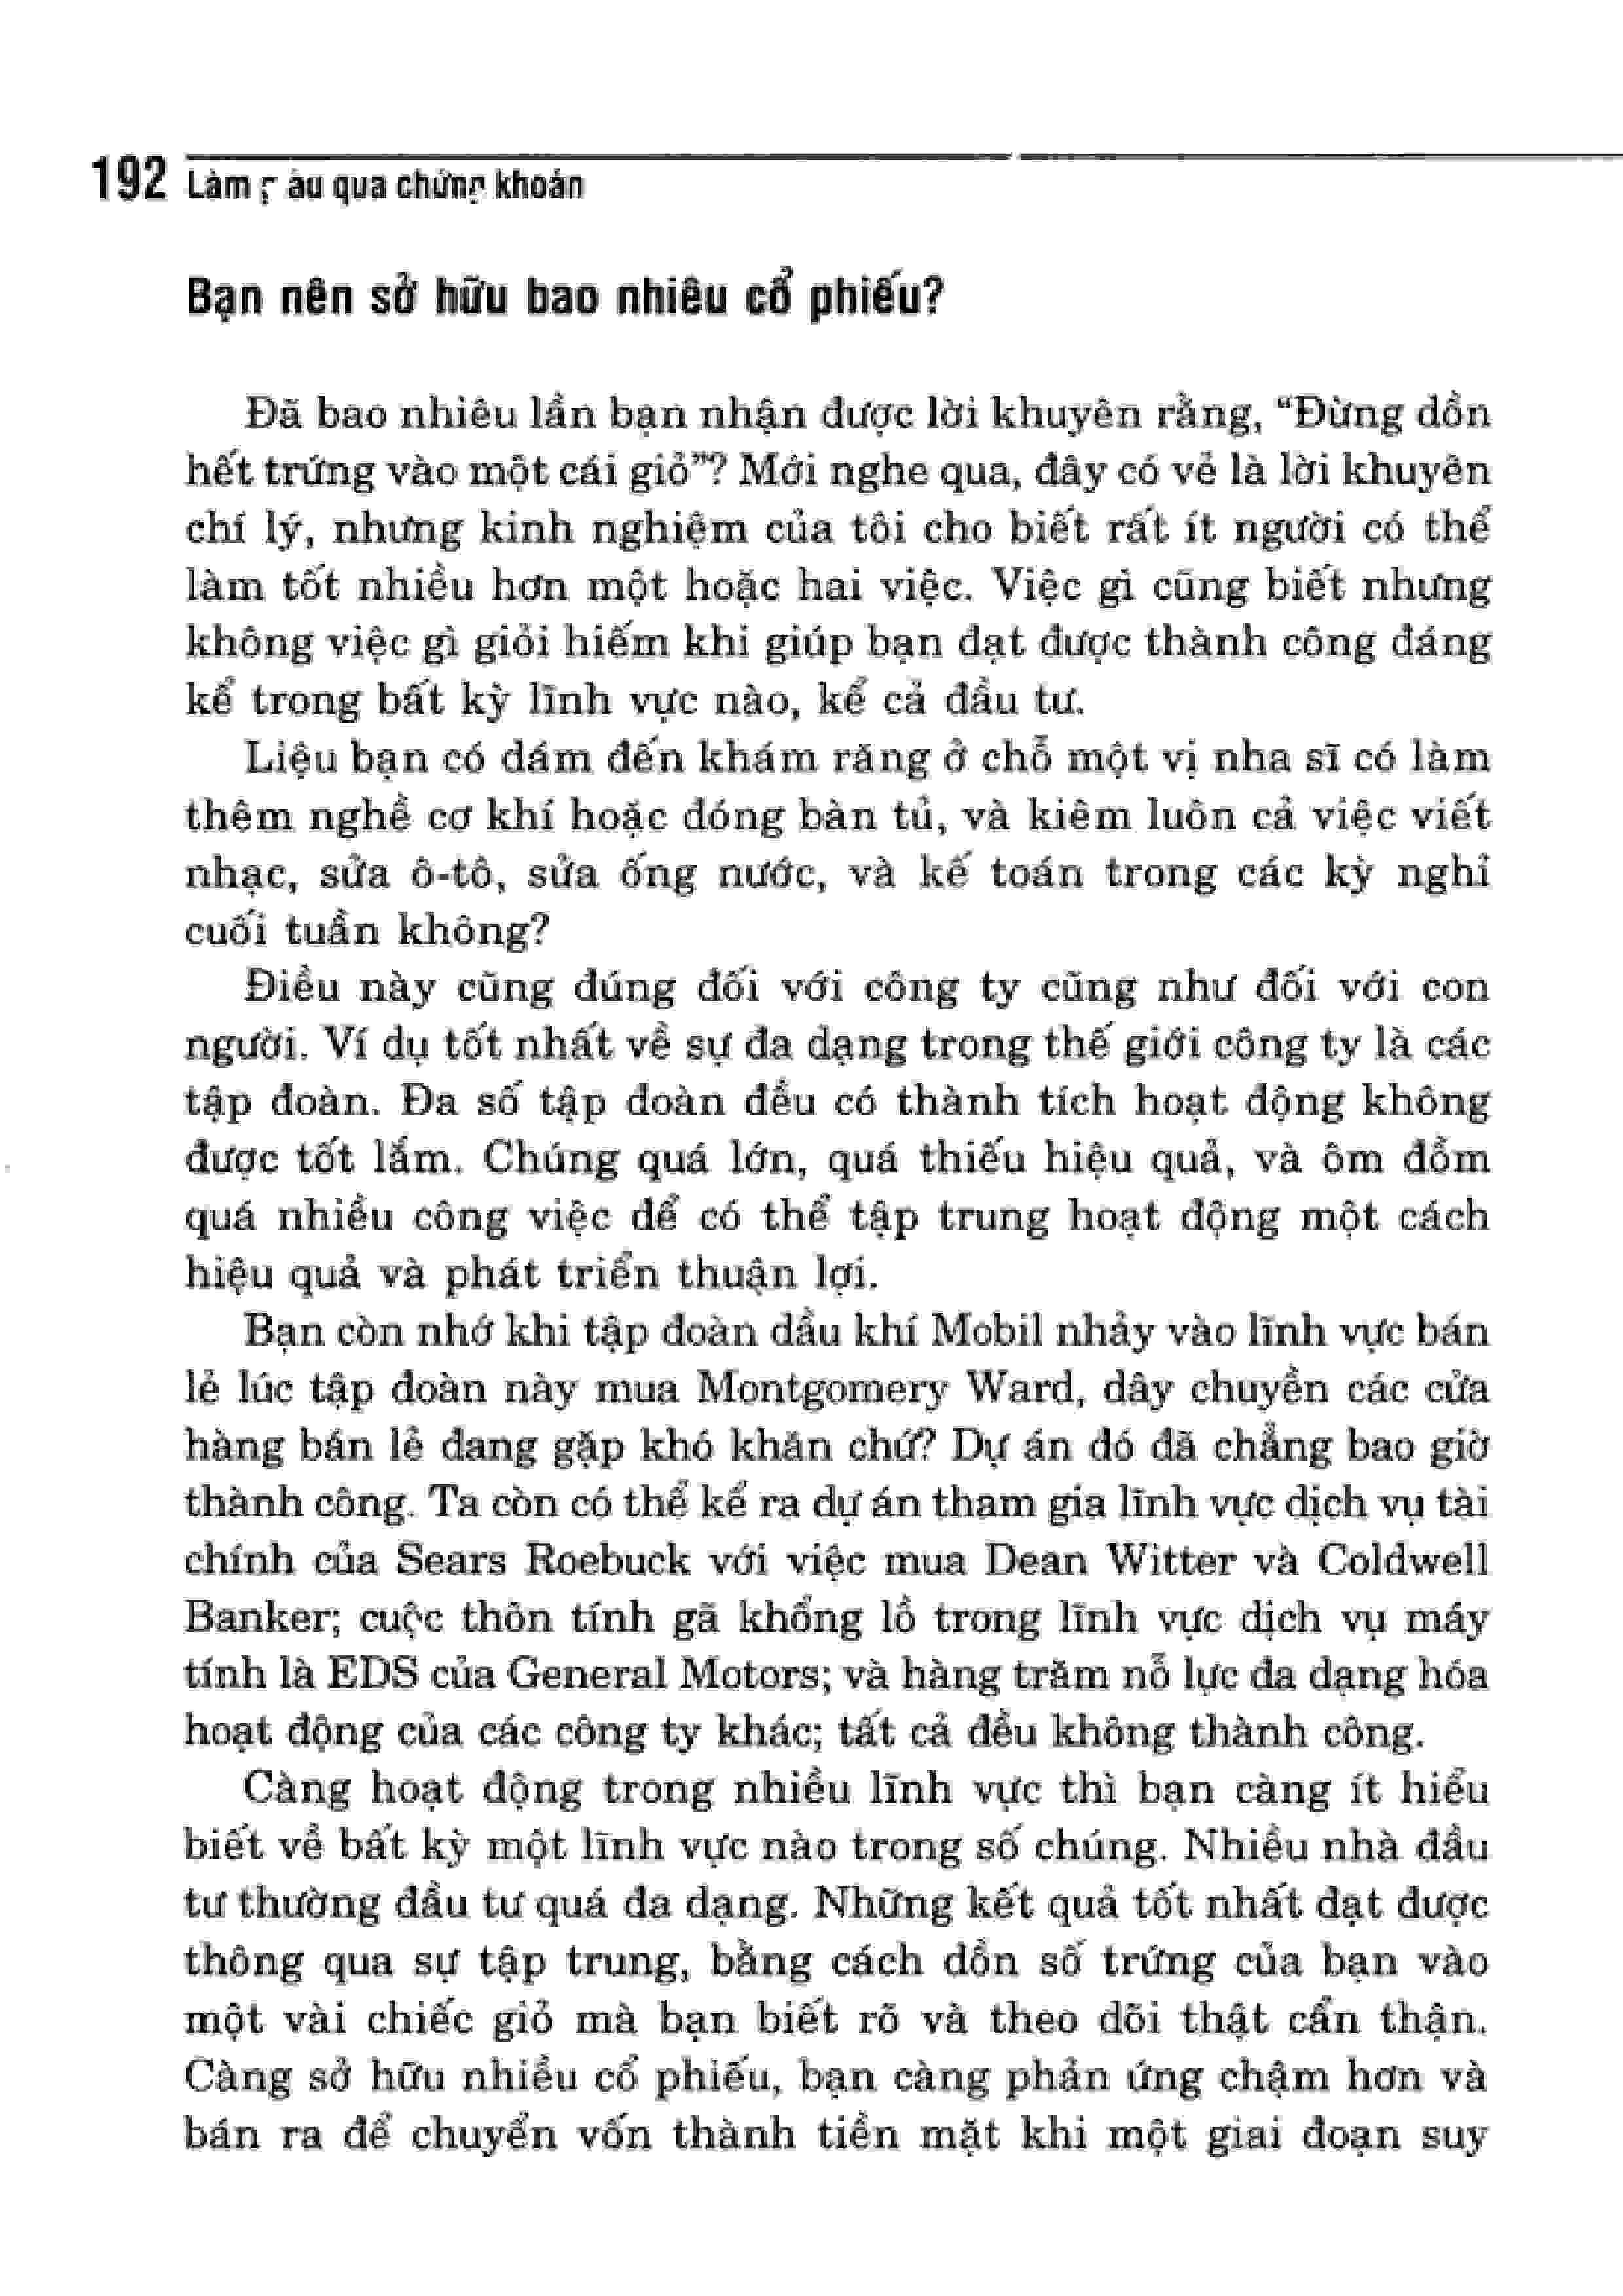 192 Làm giàu qua chứng khoán
Bạn nên sở hữu bao nhiêu cổ phiếu?
Đã bao nhiêu lần bạn nhận được lời khuyên rằng, “Đừng dồn
hết trứng vào một cái giỏ”? Mới nghe qua, đây có vẻ là lời khuyên
chí lý, nhưng kinh nghiệm của tôi cho biết rất ít người có thể
làm tốt nhiều hơn một hoặc hai việc. Việc gì cũng biết nhưng
không việc gì giỏi hiếm khi giúp bạn đạt được thành công đáng
kể trong bất kỳ lĩnh vực nào, kể cả đầu tư.
Liệu bạn có dám đến khám răng ở chỗ một vị nha sĩ có làm
thêm nghề cơ khí hoặc đóng bàn tủ, và kiêm luôn cả việc viết
nhạc, sửa ô-tô, sửa ống nước, và kế toán trong các kỳ nghỉ
cuối tuần không?
Điều này cũng đúng đối với công ty cũng như đối với con
người. Ví dụ tốt nhất về sự đa dạng trong thế giới công ty là các
tập đoàn. Đa số tập đoàn đều có thành tích hoạt động không
được tốt lắm. Chúng quá lớn, quá thiếu hiệu quả, và ôm đồm
quá nhiều công việc để có thể tập trung hoạt động một cách
hiệu quả và phát triển thuận lợi.
Bạn còn nhớ khi tập đoàn dầu khí Mobil nhảy vào lĩnh vực bán
lẻ lúc tập đoàn này mua Montgomery Ward, dây chuyền các cửa
hàng bán lẻ đang gặp khó khăn chứ? Dự án đó đã chẳng bao giờ
thành công. Ta còn có thể kể ra dự án tham gia lĩnh vực dịch vụ tài
chính của Sears Roebuck với việc mua Dean Witter và Coldwell
Banker; cuộc thôn tính gã khổng lồ trong lĩnh vực dịch vụ máy
tính là EDS của General Motors; và hàng trăm nỗ lực đa dạng hóa
hoạt động của các công ty khác; tất cả đều không thành công.
Càng hoạt động trong nhiều lĩnh vực thì bạn càng ít hiểu
biết về bất kỳ một lĩnh vực nào trong số chúng. Nhiều nhà đầu
tư thường đầu tư quá đa dạng. Những kết quả tốt nhất đạt được
thông qua sự tập trung, bằng cách dồn số trứng của bạn vào
một vài chiếc giỏ mà bạn biết rõ và theo dõi thật cẩn thận.
Càng sở hữu nhiều cổ phiếu, bạn càng phản ứng chậm hơn và
bán ra để chuyển vốn thành tiền mặt khi một giai đoạn suy